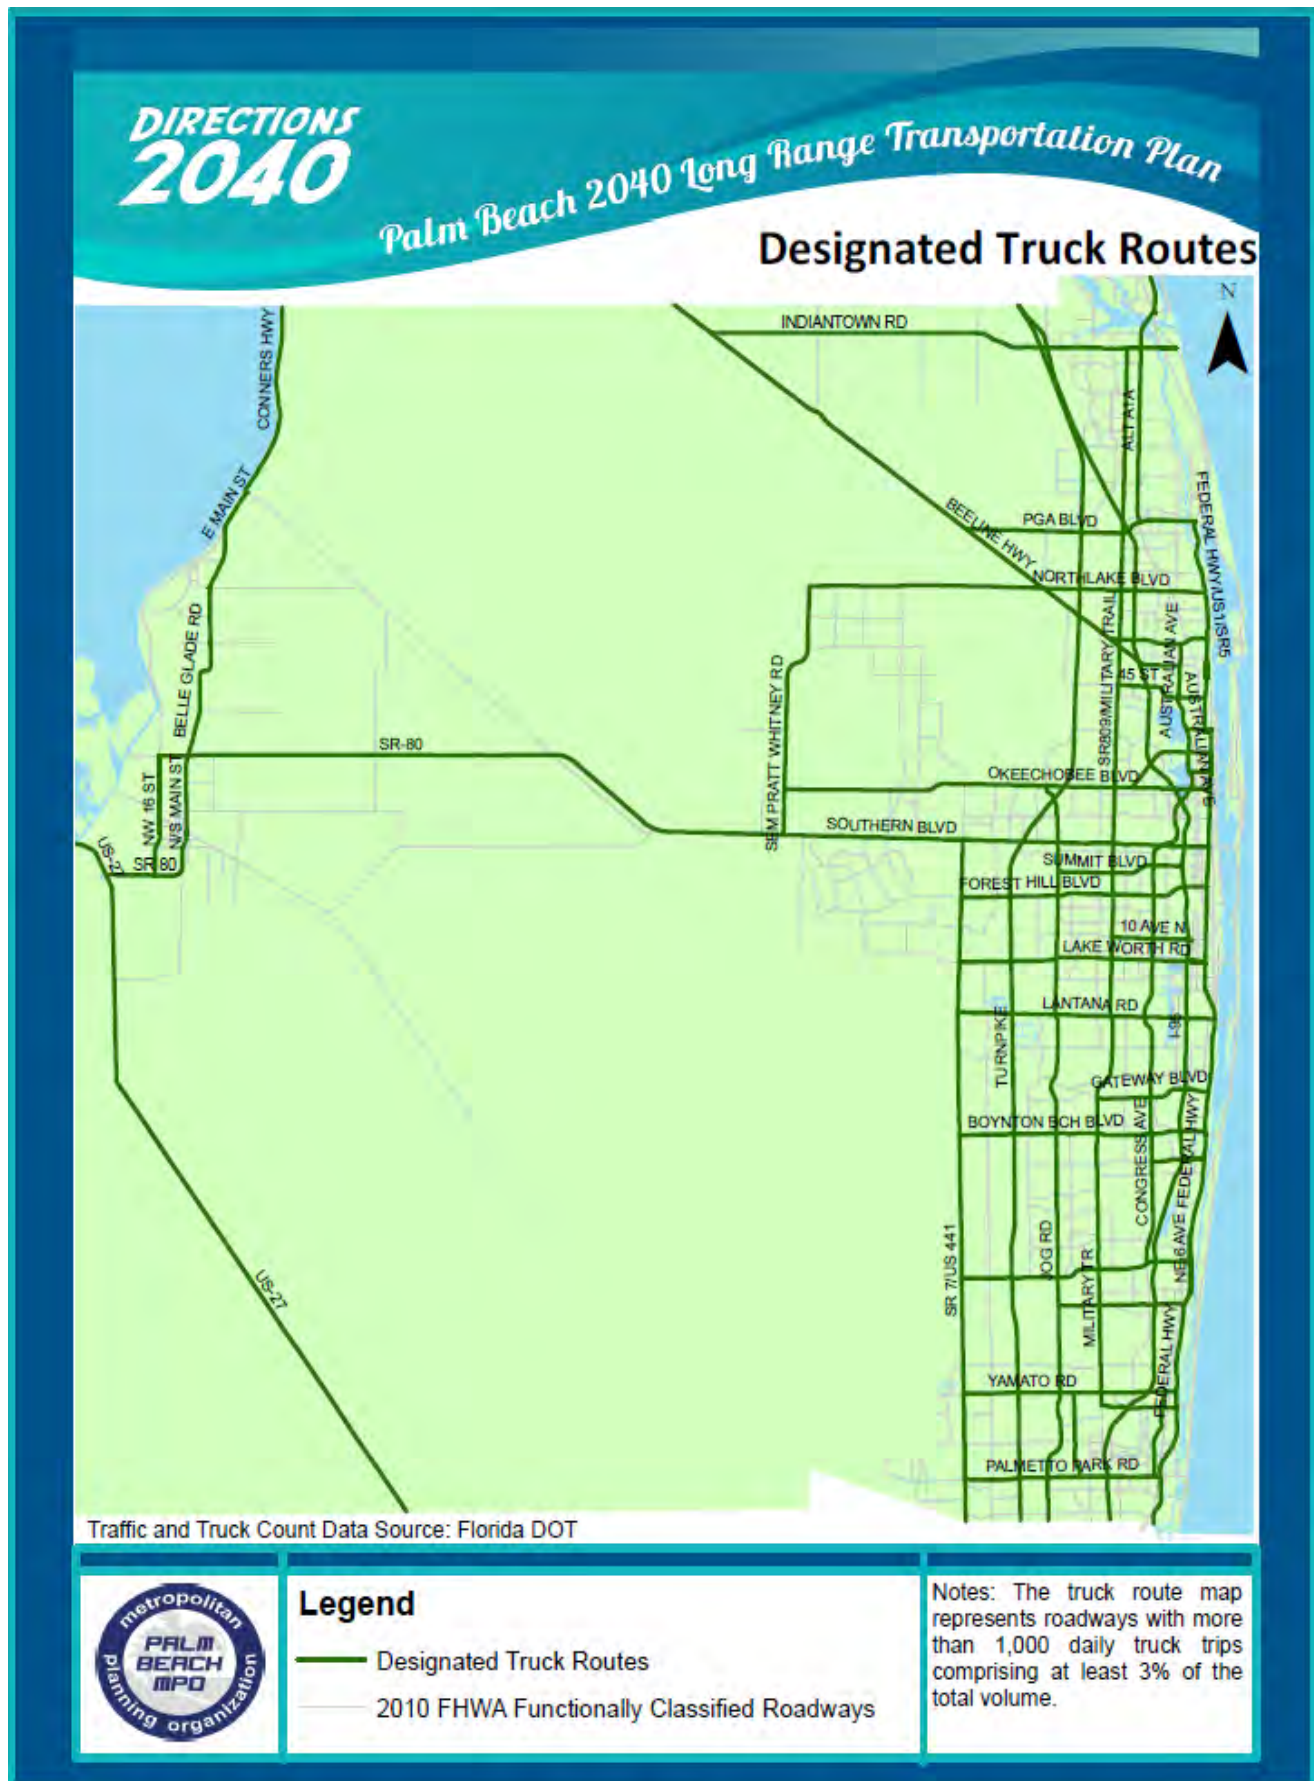 DIRECTIONS
2040
Palm Beach 2040 Long Range Transportation Plan
Designated Truck Routes
N
CONNERS HWY
INDIANTOWN RD
ALT A1A
E MAIN ST
FEDERAL HWY/US1/SR5
BEELINE HWY
PGA BLVD
NORTHLAKE BLVD
BELLE GLADE RD
SR809/MILITARY TRAIL
AUSTRALIAN AVE
45 ST
AUSTRALIAN AVE
SEM PRATT WHITNEY RD
SR-80
OKEECHOBEE BLVD
NW 16 ST
N/S MAIN ST
SOUTHERN BLVD
US-27
SR 80
SUMMIT BLVD
FOREST HILL BLVD
10 AVE N
LAKE WORTH RD
LANTANA RD
I-95
TURNPIKE
GATEWAY BLVD
BOYNTON BCH BLVD
CONGRESS AVE
FEDERAL HWY
NE 6 AVE
JOG RD
SR 7/US 441
MILITARY TR
US-27
FEDERAL HWY
YAMATO RD
PALMETTO PARK RD
Traffic and Truck Count Data Source: Florida DOT
metropolitan
PALM
BEACH
MPO
planning organization
Legend
Designated Truck Routes
2010 FHWA Functionally Classified Roadways
Notes: The truck route map
represents roadways with more
than 1,000 daily truck trips
comprising at least 3% of the
total volume.